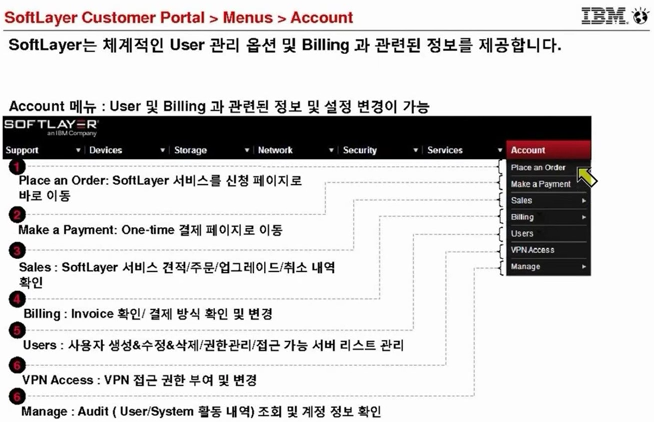 SoftLayer Customer Portal > Menus > Account
IBM
SoftLayer는 체계적인 User 관리 옵션 및 Billing 과 관련된 정보를 제공합니다.
Account 메뉴 : User 및 Billing 과 관련된 정보 및 설정 변경이 가능
SOFTLAYER
an IBM Company
Support Devices Storage Network Security Services Account
Place an Order
Make a Payment
Sales
Billing
Users
VPN Access
Manage
1
Place an Order: SoftLayer 서비스를 신청 페이지로
바로 이동
2
Make a Payment: One-time 결제 페이지로 이동
3
Sales : SoftLayer 서비스 견적/주문/업그레이드/취소 내역
확인
4
Billing : Invoice 확인/ 결제 방식 확인 및 변경
5
Users : 사용자 생성&수정&삭제/권한관리/접근 가능 서버 리스트 관리
6
VPN Access : VPN 접근 권한 부여 및 변경
6
Manage : Audit ( User/System 활동 내역) 조회 및 계정 정보 확인